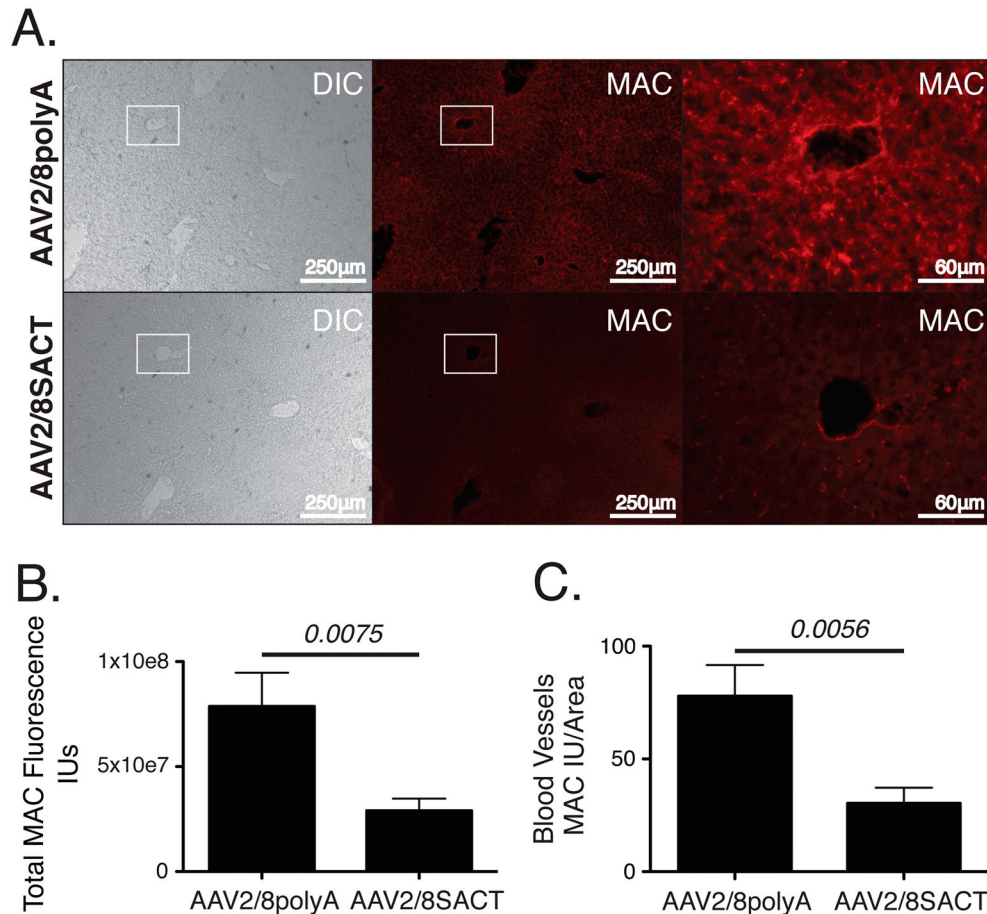 A.
AAV2/8polyA
DIC
MAC
MAC
250µm
250µm
60µm
AAV2/8SACT
DIC
MAC
MAC
250µm
250µm
60µm
B.
Total MAC Fluorescence
IUs
0.0075
1x10e8
5x10e7
0
AAV2/8polyA
AAV2/8SACT
C.
Blood Vessels
MAC IU/Area
0.0056
100
50
0
AAV2/8polyA
AAV2/8SACT